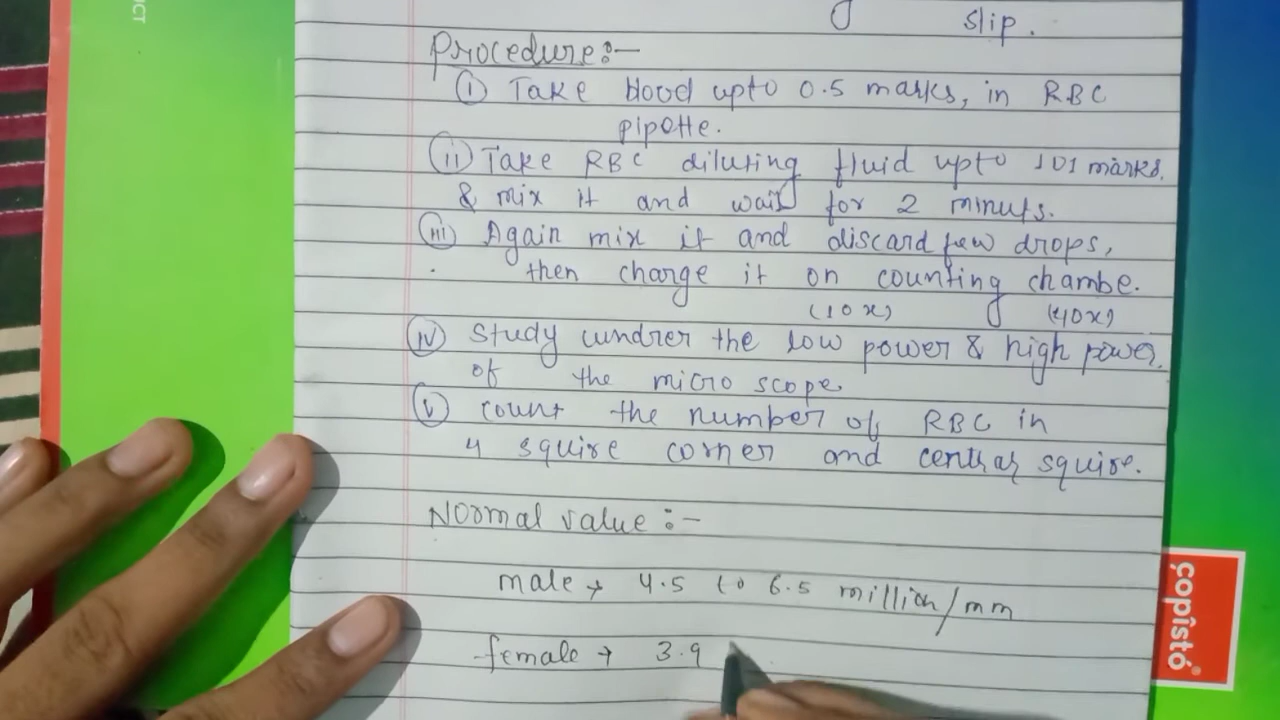 slip.
Procedure:-
(i) Take blood upto 0.5 marks, in RBC
pipette.
(ii) Take RBC diluting fluid upto 101 marks.
& mix it and wait for 2 minuts.
(iii) Again mix it and discard few drops,
then charge it on counting chambe.
(10x) (40x)
(iv) Study undrer the low power & high power.
of the micro scope.
(v) count the number of RBC in
4 squire corner and central squire.
Normal value :-
male → 4.5 to 6.5 million/mm
female → 3.9
copisto